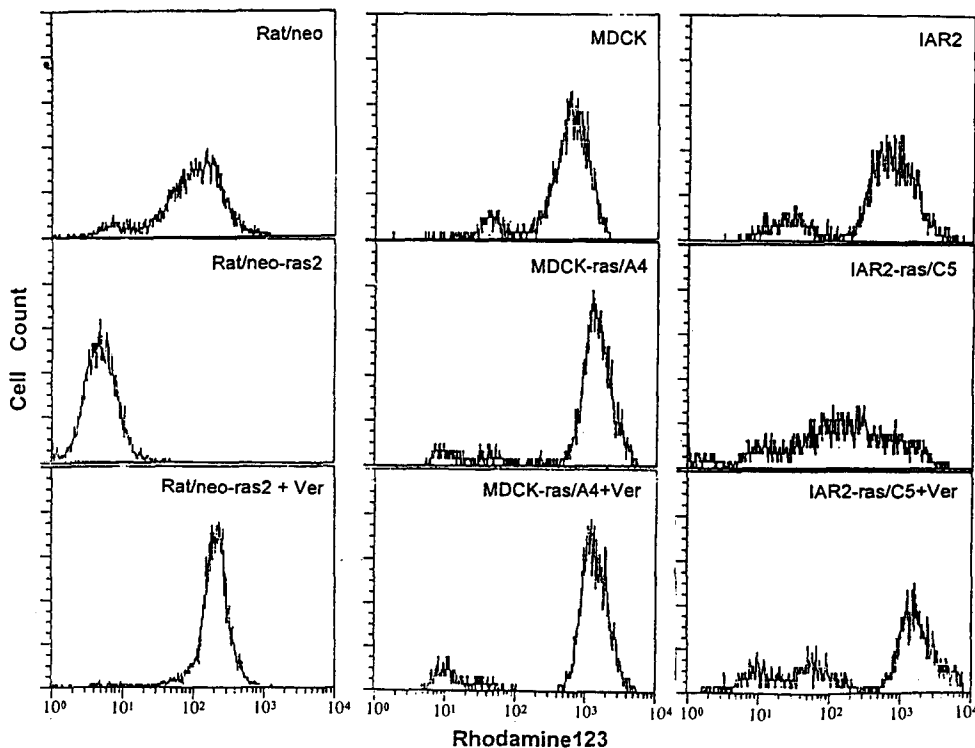 Rat/neo
MDCK
IAR2
Rat/neo-ras2
MDCK-ras/A4
IAR2-ras/C5
Rat/neo-ras2 + Ver
MDCK-ras/A4+Ver
IAR2-ras/C5+Ver
Cell Count
10⁰ 10¹ 10² 10³ 10⁴
10⁰ 10¹ 10² 10³ 10⁴
10⁰ 10¹ 10² 10³ 10⁴
Rhodamine123